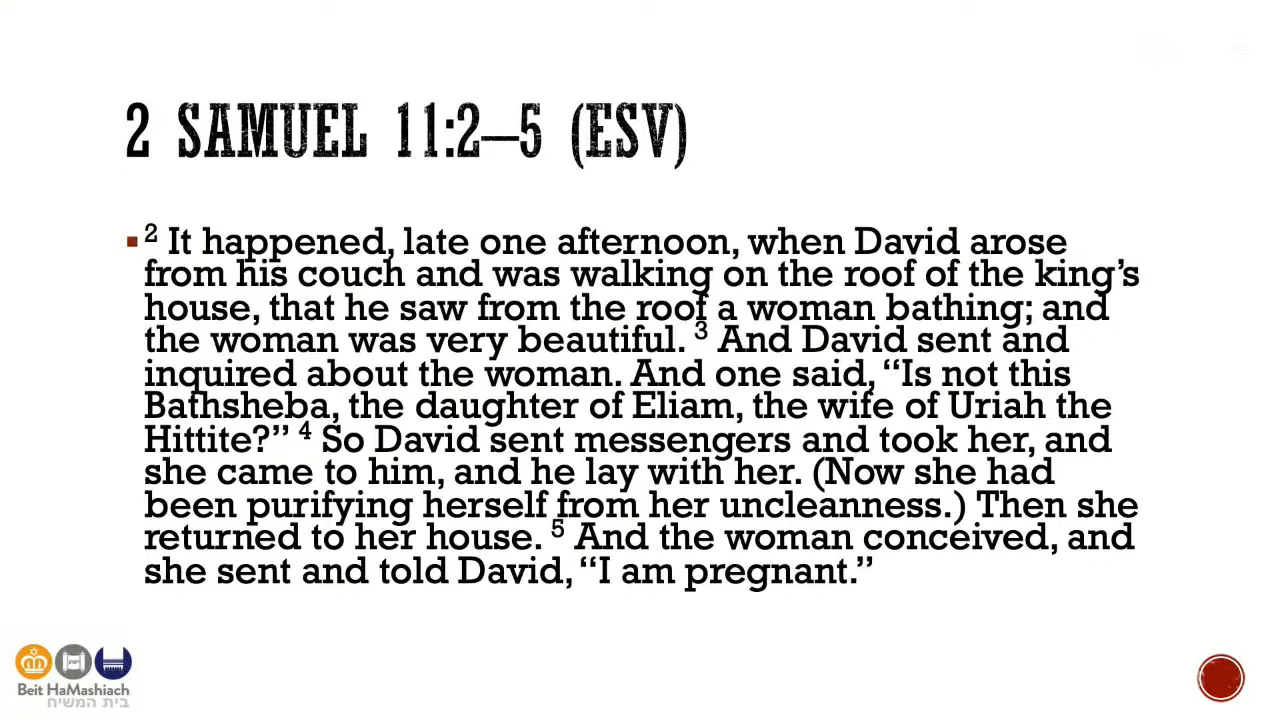 2 SAMUEL 11:2–5 (ESV)
▪ 2 It happened, late one afternoon, when David arose
from his couch and was walking on the roof of the king’s
house, that he saw from the roof a woman bathing; and
the woman was very beautiful. 3 And David sent and
inquired about the woman. And one said, “Is not this
Bathsheba, the daughter of Eliam, the wife of Uriah the
Hittite?” 4 So David sent messengers and took her, and
she came to him, and he lay with her. (Now she had
been purifying herself from her uncleanness.) Then she
returned to her house. 5 And the woman conceived, and
she sent and told David, “I am pregnant.”
Beit HaMashiach
בית המשיח